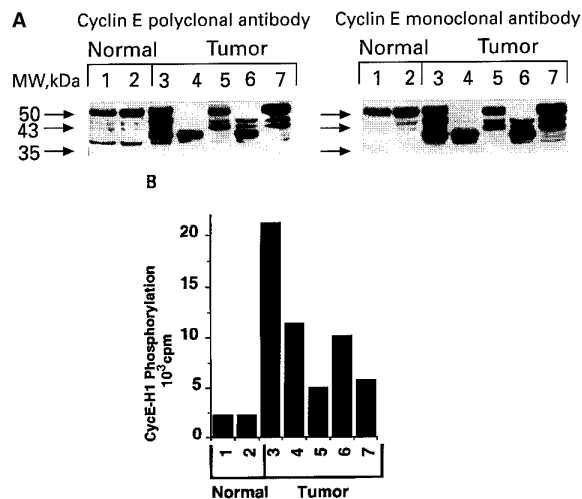 A
Cyclin E polyclonal antibody
Cyclin E monoclonal antibody
Normal Tumor
Normal Tumor
MW,kDa 1 2 3 4 5 6 7
1 2 3 4 5 6 7
50
43
35
B
CycE-H1 Phosphorylation
10³cpm
20
15
10
5
0
1 2 3 4 5 6 7
Normal Tumor